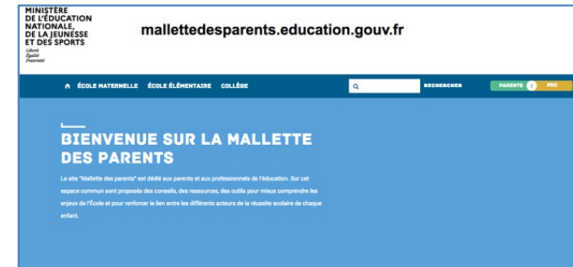 MINISTÈRE
DE L'ÉDUCATION
NATIONALE,
DE LA JEUNESSE
ET DES SPORTS
Liberté
Égalité
Fraternité
mallettedesparents.education.gouv.fr
ÉCOLE MATERNELLE ÉCOLE ÉLÉMENTAIRE COLLÈGE RECHERCHER PARENTS PRO
BIENVENUE SUR LA MALLETTE
DES PARENTS
Le site "Mallette des parents" est dédié aux parents et aux professionnels de l'éducation. Sur cet
espace commun sont proposés des conseils, des ressources, des outils pour mieux comprendre les
enjeux de l'École et pour renforcer le lien entre les différents acteurs de la réussite scolaire de chaque
enfant.